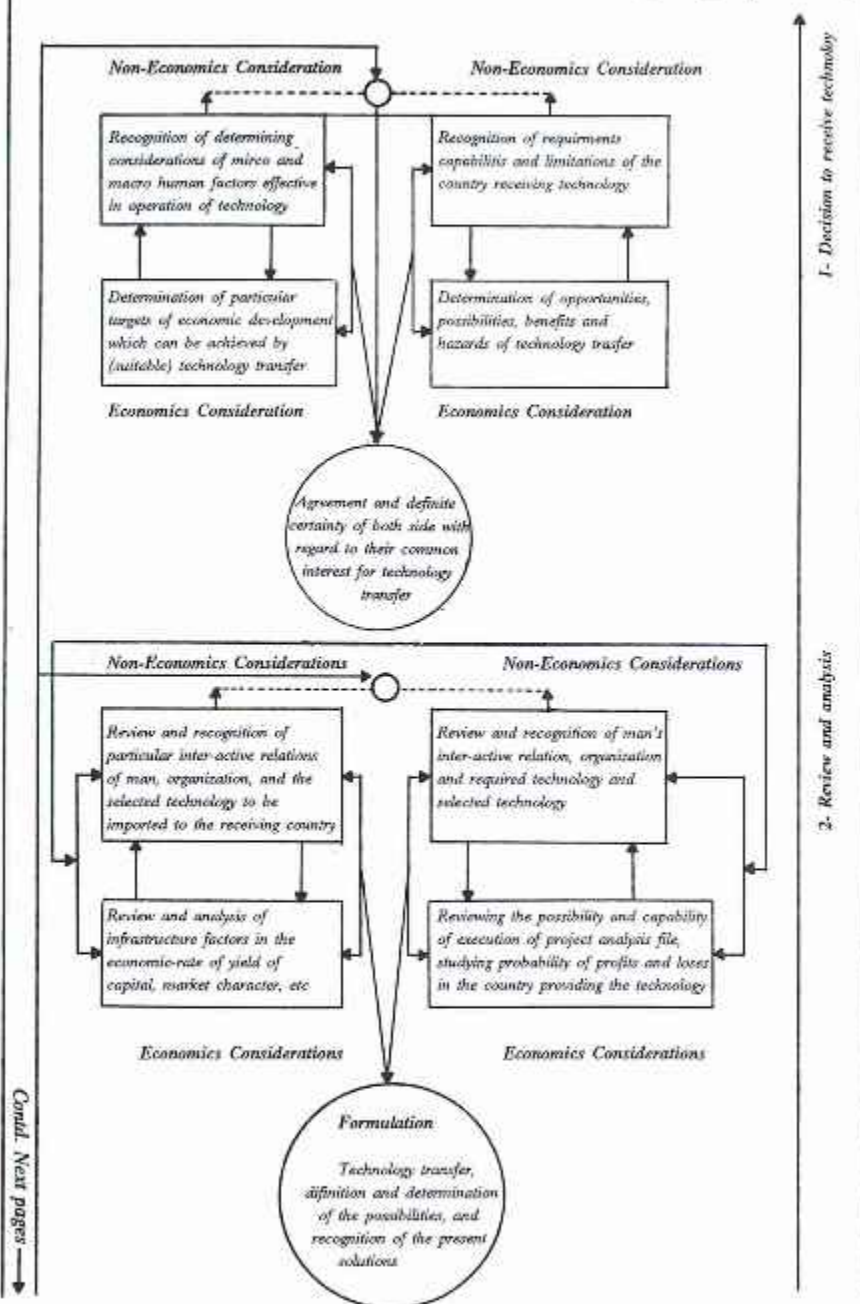 Non-Economics Consideration
Non-Economics Consideration
Recognition of determining
considerations of mirco and
macro human factors effective
in operation of technology
Recognition of requirments
capabilitis and limitations of the
country receiving technology
Determination of particular
targets of economic development
which can be achieved by
(suitable) technology transfer
Determination of opportunities,
possibilities, benefits and
hazards of technology trasfer
Economics Consideration
Economics Consideration
Agreement and definite
certainty of both side with
regard to their common
interest for technology
transfer
1- Decision to receive technoloy
Non-Economics Considerations
Non-Economics Considerations
Review and recognition of
particular inter-active relations
of man, organization, and the
selected technology to be
imported to the receiving country
Review and recognition of man's
inter-active relation, organization
and required technology and
selected technology
Review and analysis of
infrastructure factors in the
economic-rate of yield of
capital, market character, etc
Reviewing the possibility and capability
of execution of project analysis file,
studying probability of profits and loses
in the country providing the technology
Economics Considerations
Economics Considerations
Formulation
Technology transfer,
difinition and determination
of the possibilities, and
recognition of the present
solutions
2- Review and analysis
Contd. Next pages